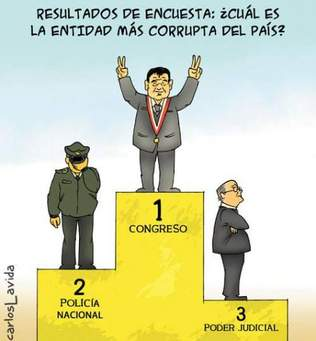 RESULTADOS DE ENCUESTA: ¿CUÁL ES
LA ENTIDAD MÁS CORRUPTA DEL PAÍS?
1
CONGRESO
2
POLICÍA
NACIONAL
3
PODER JUDICIAL
carlosLavida